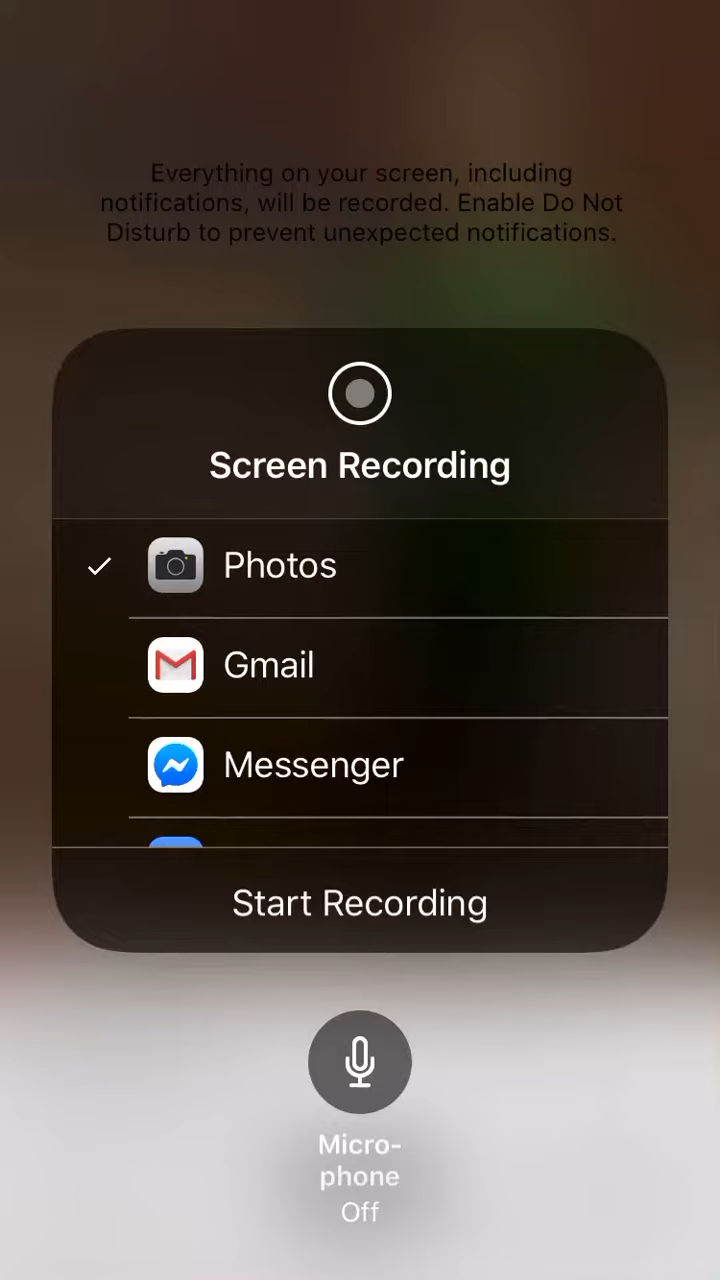 Everything on your screen, including
notifications, will be recorded. Enable Do Not
Disturb to prevent unexpected notifications.
Screen Recording
Photos
Gmail
Messenger
Start Recording
Micro-
phone
Off